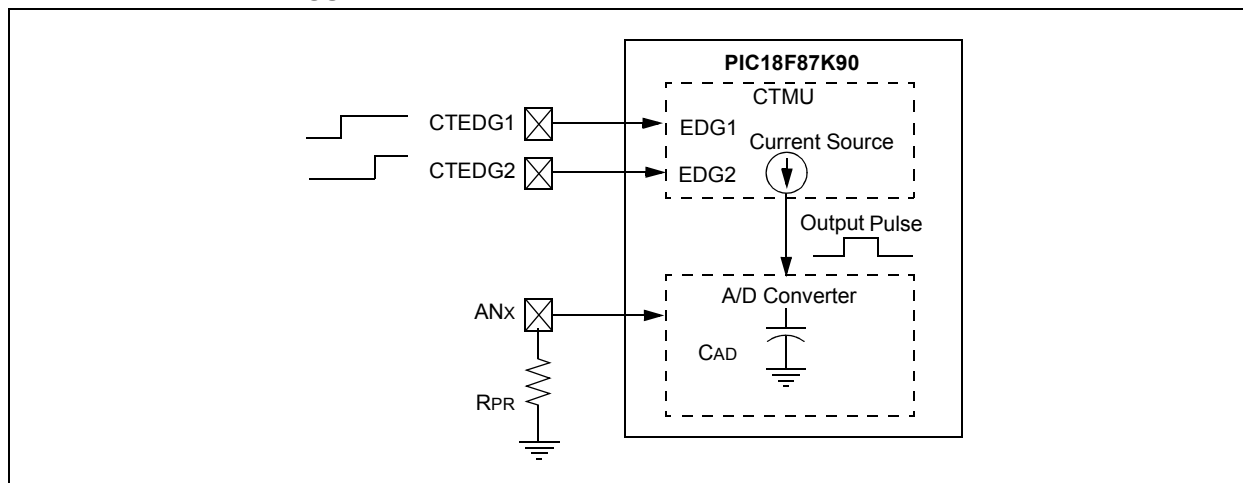 PIC18F87K90
CTMU
CTEDG1
EDG1
Current Source
CTEDG2
EDG2
Output Pulse
A/D Converter
ANX
CAD
RPR